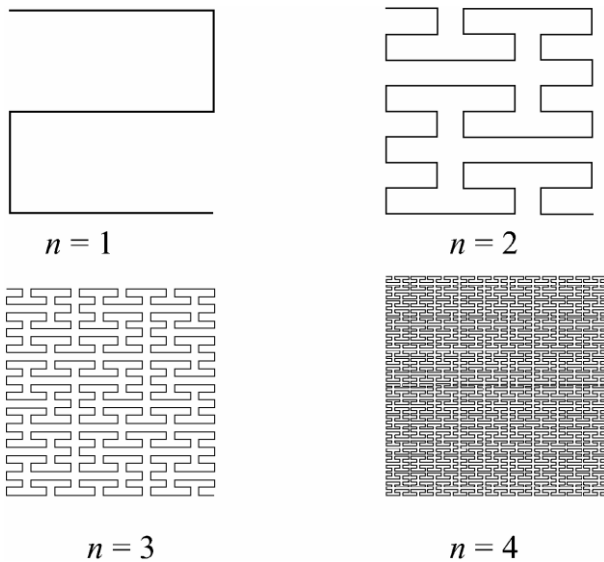 n = 1
n = 2
n = 3
n = 4